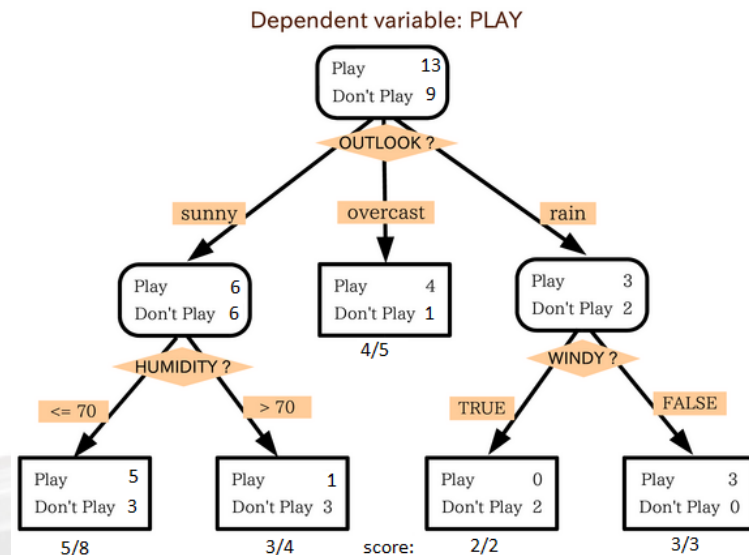 Dependent variable: PLAY
Play 13
Don't Play 9
OUTLOOK ?
sunny
overcast
rain
Play 6
Don't Play 6
Play 4
Don't Play 1
Play 3
Don't Play 2
4/5
HUMIDITY ?
WINDY ?
<= 70
> 70
TRUE
FALSE
Play 5
Don't Play 3
Play 1
Don't Play 3
Play 0
Don't Play 2
Play 3
Don't Play 0
5/8
3/4
score:
2/2
3/3